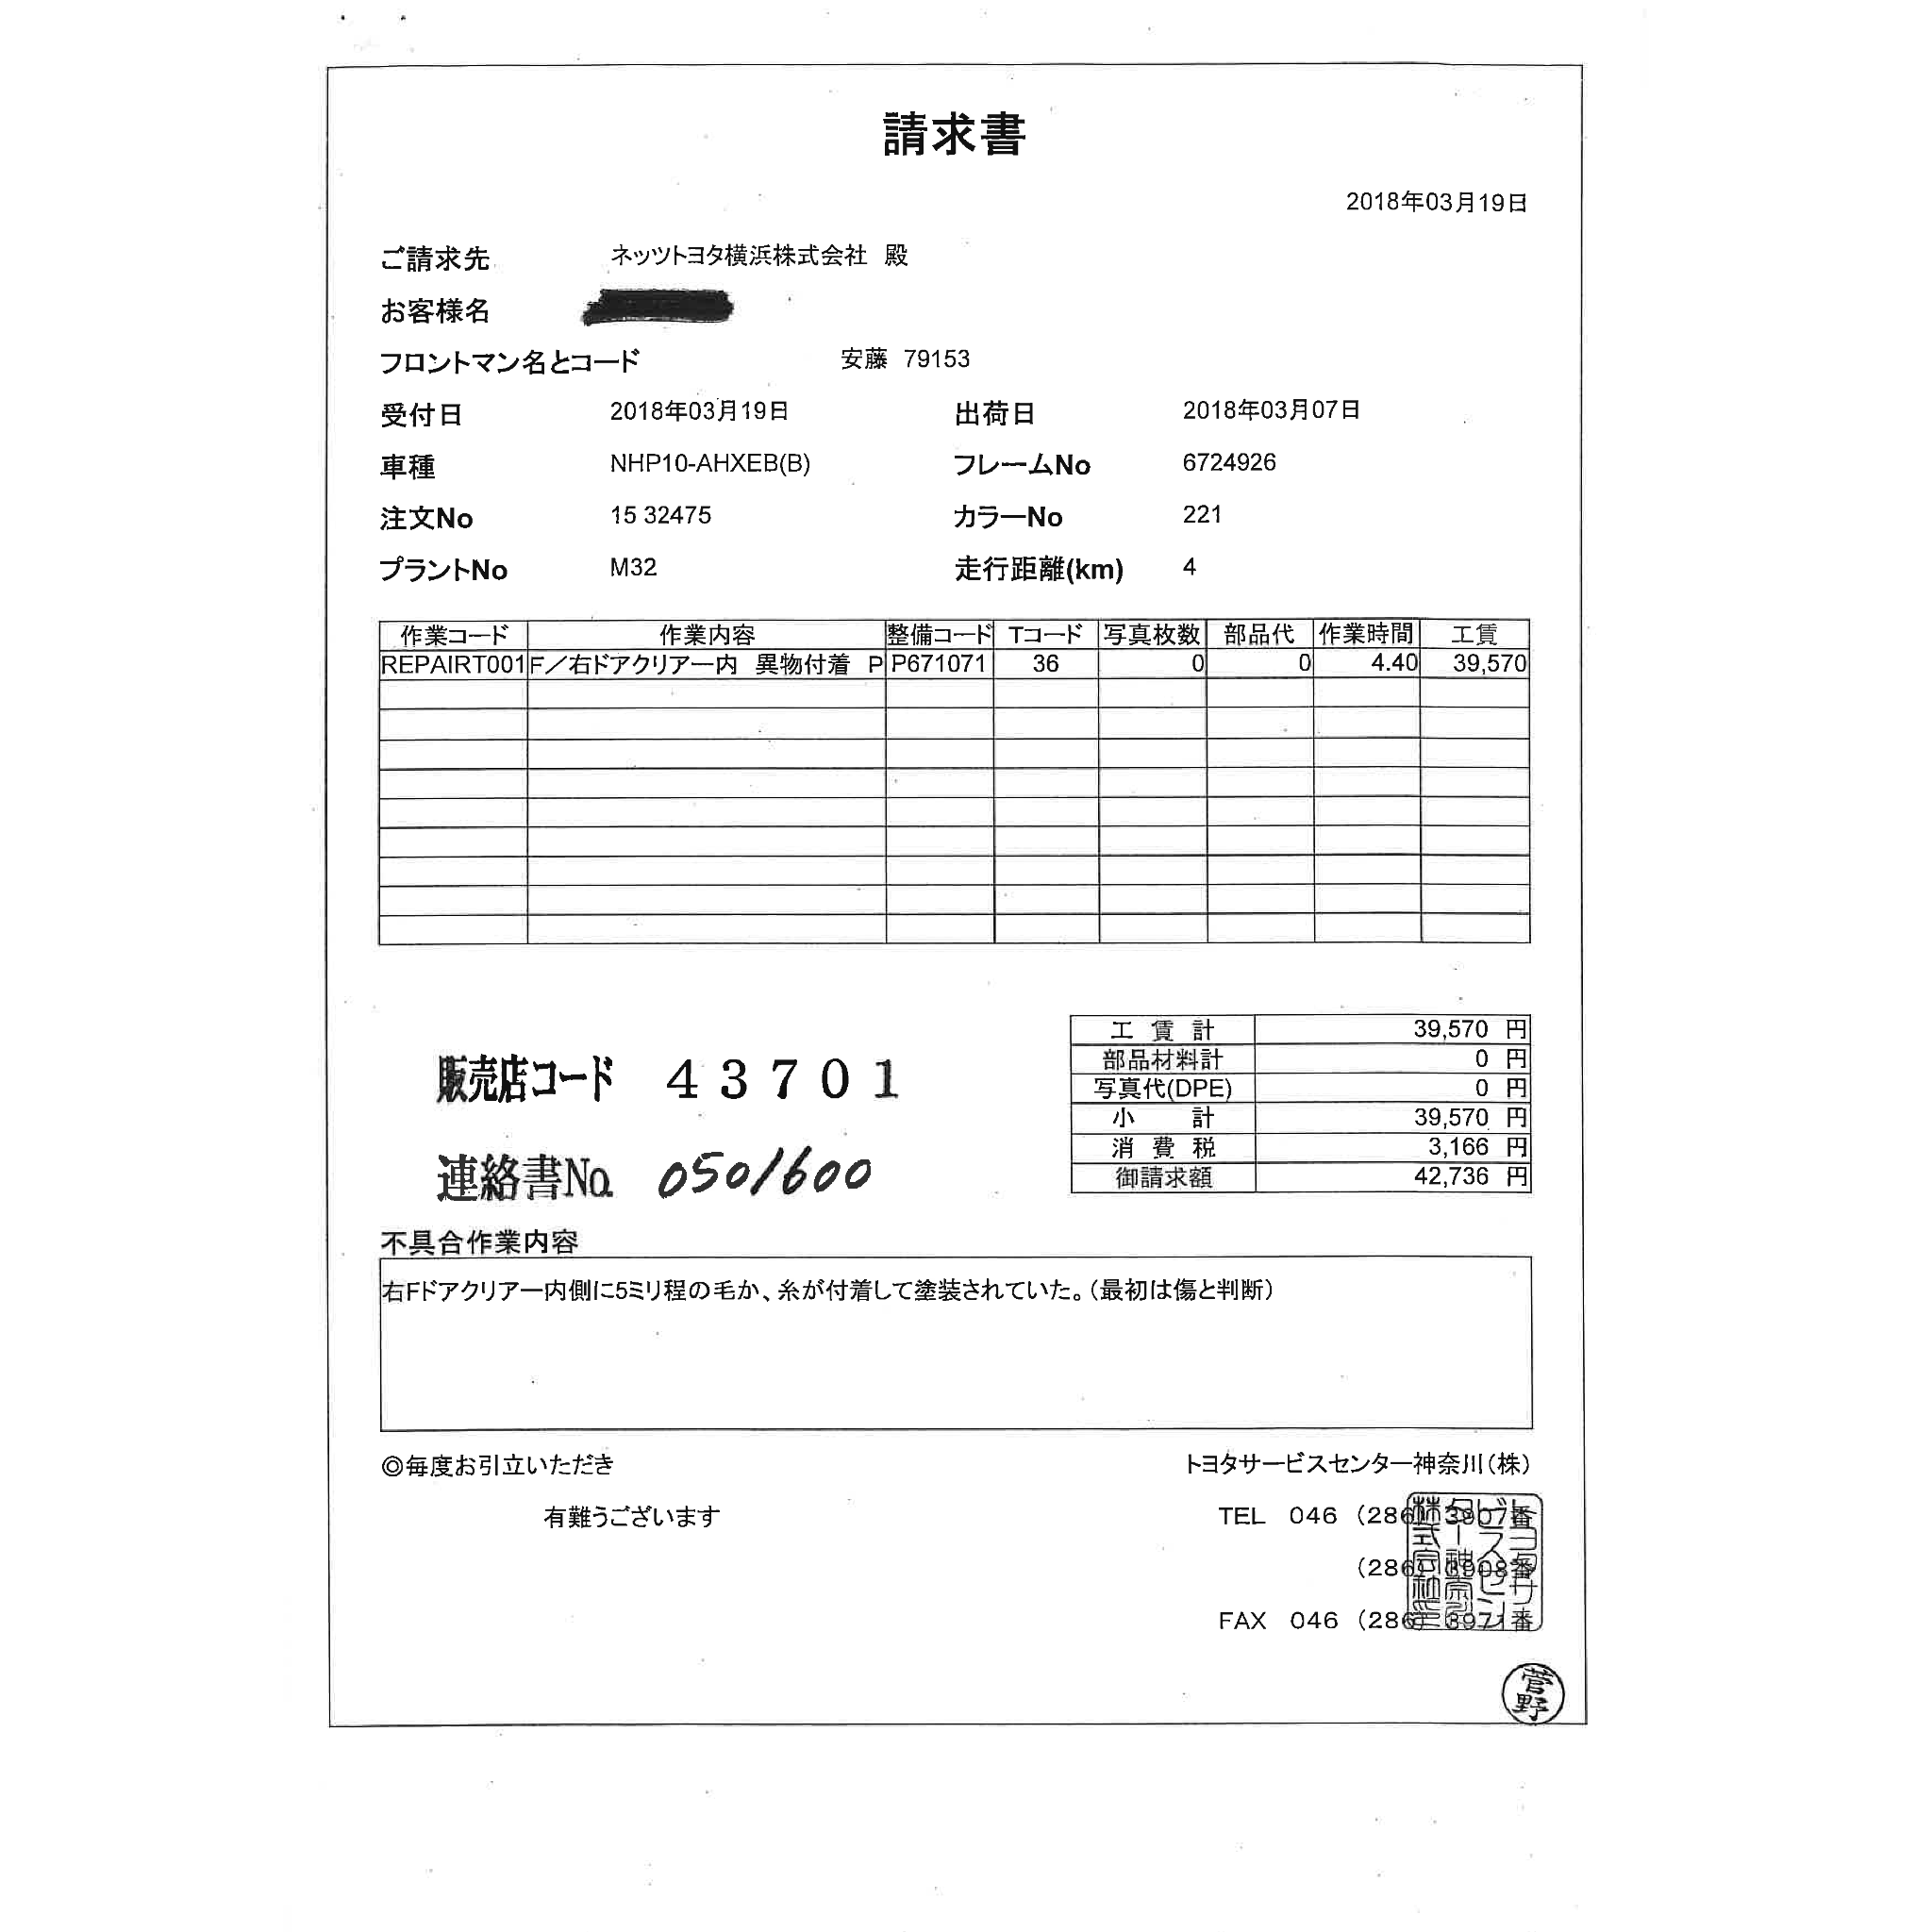 請求書
2018年03月19日
ご請求先 ネッツトヨタ横浜株式会社 殿
お客様名
フロントマン名とコード 安藤 79153
受付日 2018年03月19日 出荷日 2018年03月07日
車種 NHP10-AHXEB(B) フレームNo 6724926
注文No 15 32475 カラーNo 221
プラントNo M32 走行距離(km) 4
作業コード 作業内容 整備コード Tコード 写真枚数 部品代 作業時間 工賃
REPAIRT001 F／右ドアクリアー内 異物付着 P P671071 36 0 0 4.40 39,570
工賃計 39,570 円
部品材料計 0 円
写真代(DPE) 0 円
小計 39,570 円
消費税 3,166 円
御請求額 42,736 円
販売店コード 43701
連絡書No. 0501600
不具合作業内容
右Fドアクリアー内側に5ミリ程の毛か、糸が付着して塗装されていた。（最初は傷と判断）
◎毎度お引立いただき
有難うございます
トヨタサービスセンター神奈川（株）
TEL 046 (286) 3907番
(286) 3908番
FAX 046 (286) 3971番
トヨタサービスセンター神奈川株式会社印
菅野